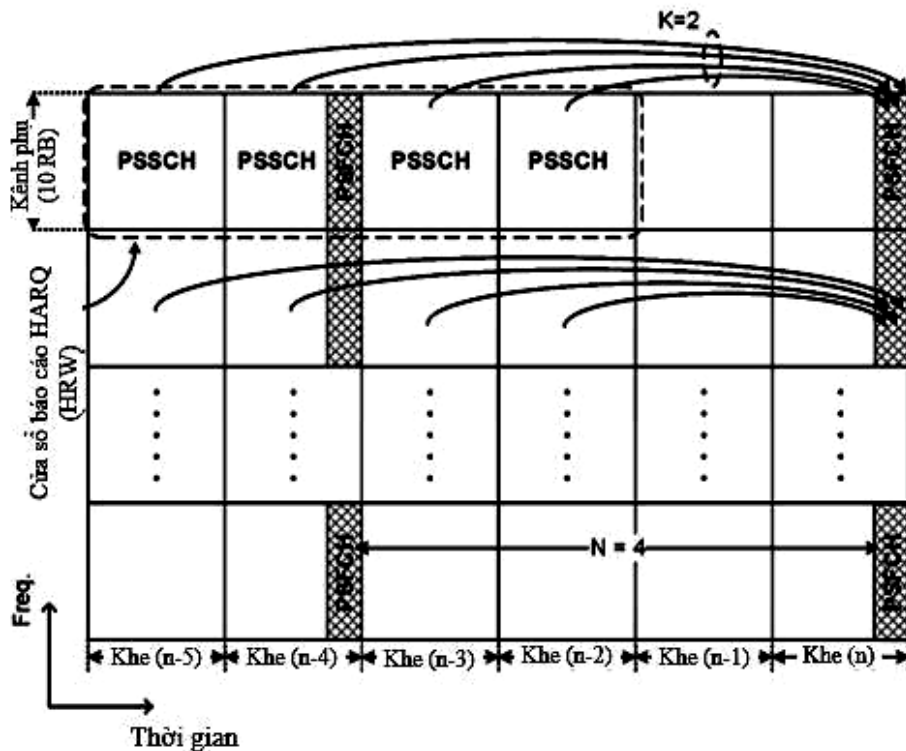 K=2
Kênh phụ
(10 RB)
PSSCH
PSSCH
PSFCH
PSSCH
PSSCH
PSFCH
Cửa sổ báo cáo HARQ
(HRW)
PSFCH
N = 4
PSFCH
Freq.
Khe (n-5)
Khe (n-4)
Khe (n-3)
Khe (n-2)
Khe (n-1)
Khe (n)
Thời gian